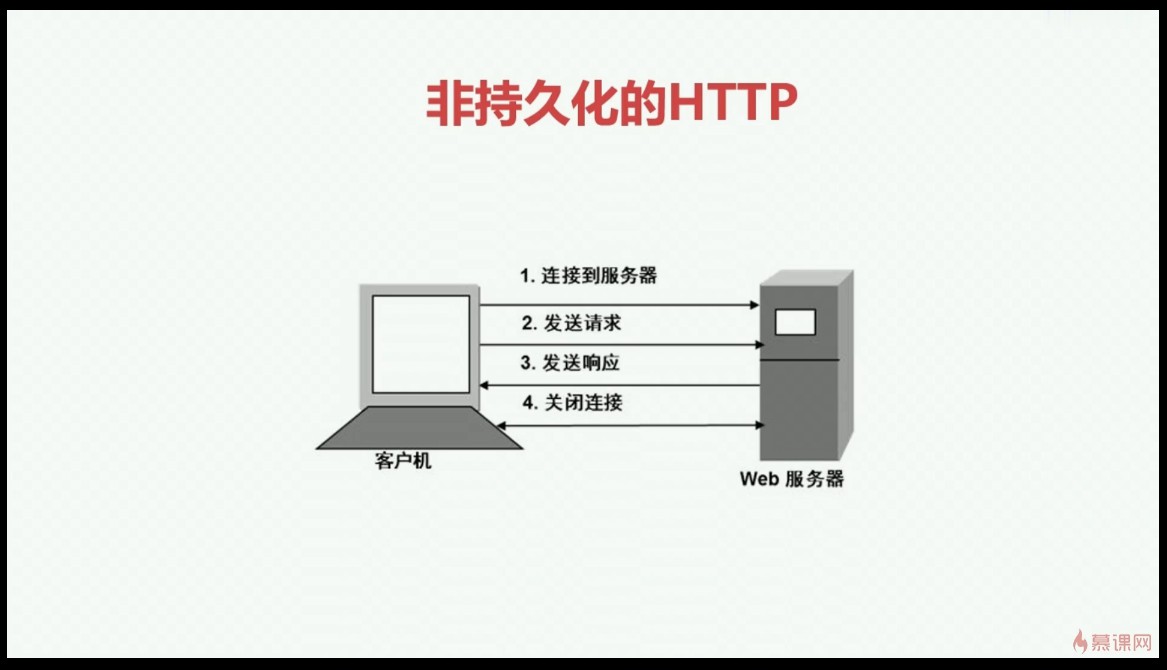 非持久化的HTTP
1. 连接到服务器
2. 发送请求
3. 发送响应
4. 关闭连接
客户机
Web 服务器
慕课网